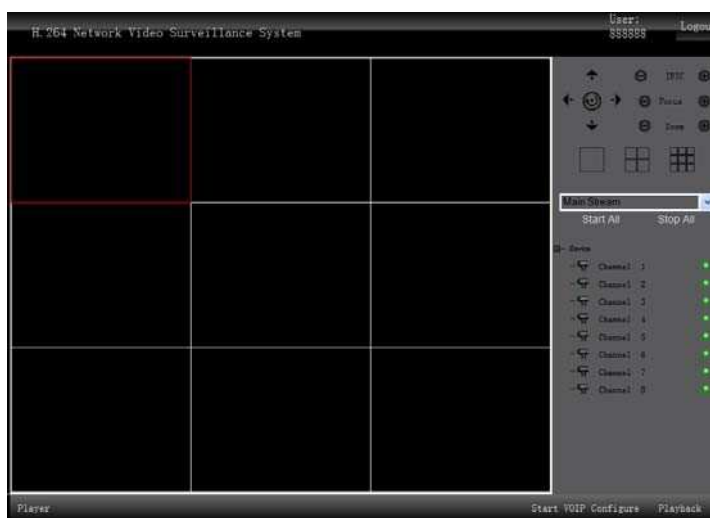 User:
H.264 Network Video Surveillance System
888888
Logou
IRIC
Focus
Zoom
Main Stream
Start All Stop All
Device
Channel 1
Channel 2
Channel 3
Channel 4
Channel 5
Channel 6
Channel 7
Channel 8
Player Start VOIP Configure Playback